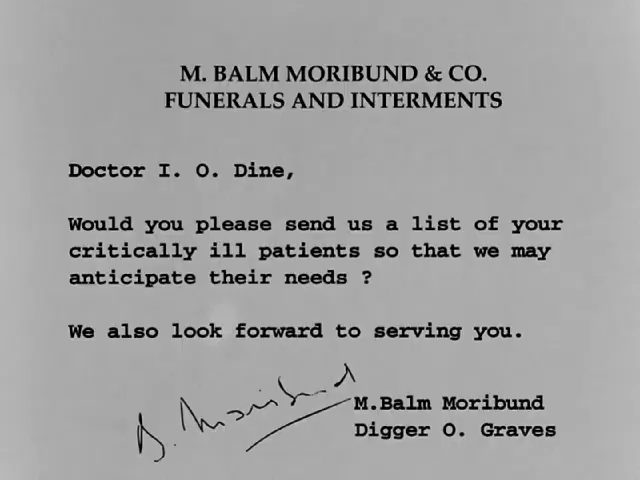 M. BALM MORIBUND & CO.
FUNERALS AND INTERMENTS
Doctor I. O. Dine,
Would you please send us a list of your
critically ill patients so that we may
anticipate their needs ?
We also look forward to serving you.
B. Moribund
M.Balm Moribund
Digger O. Graves